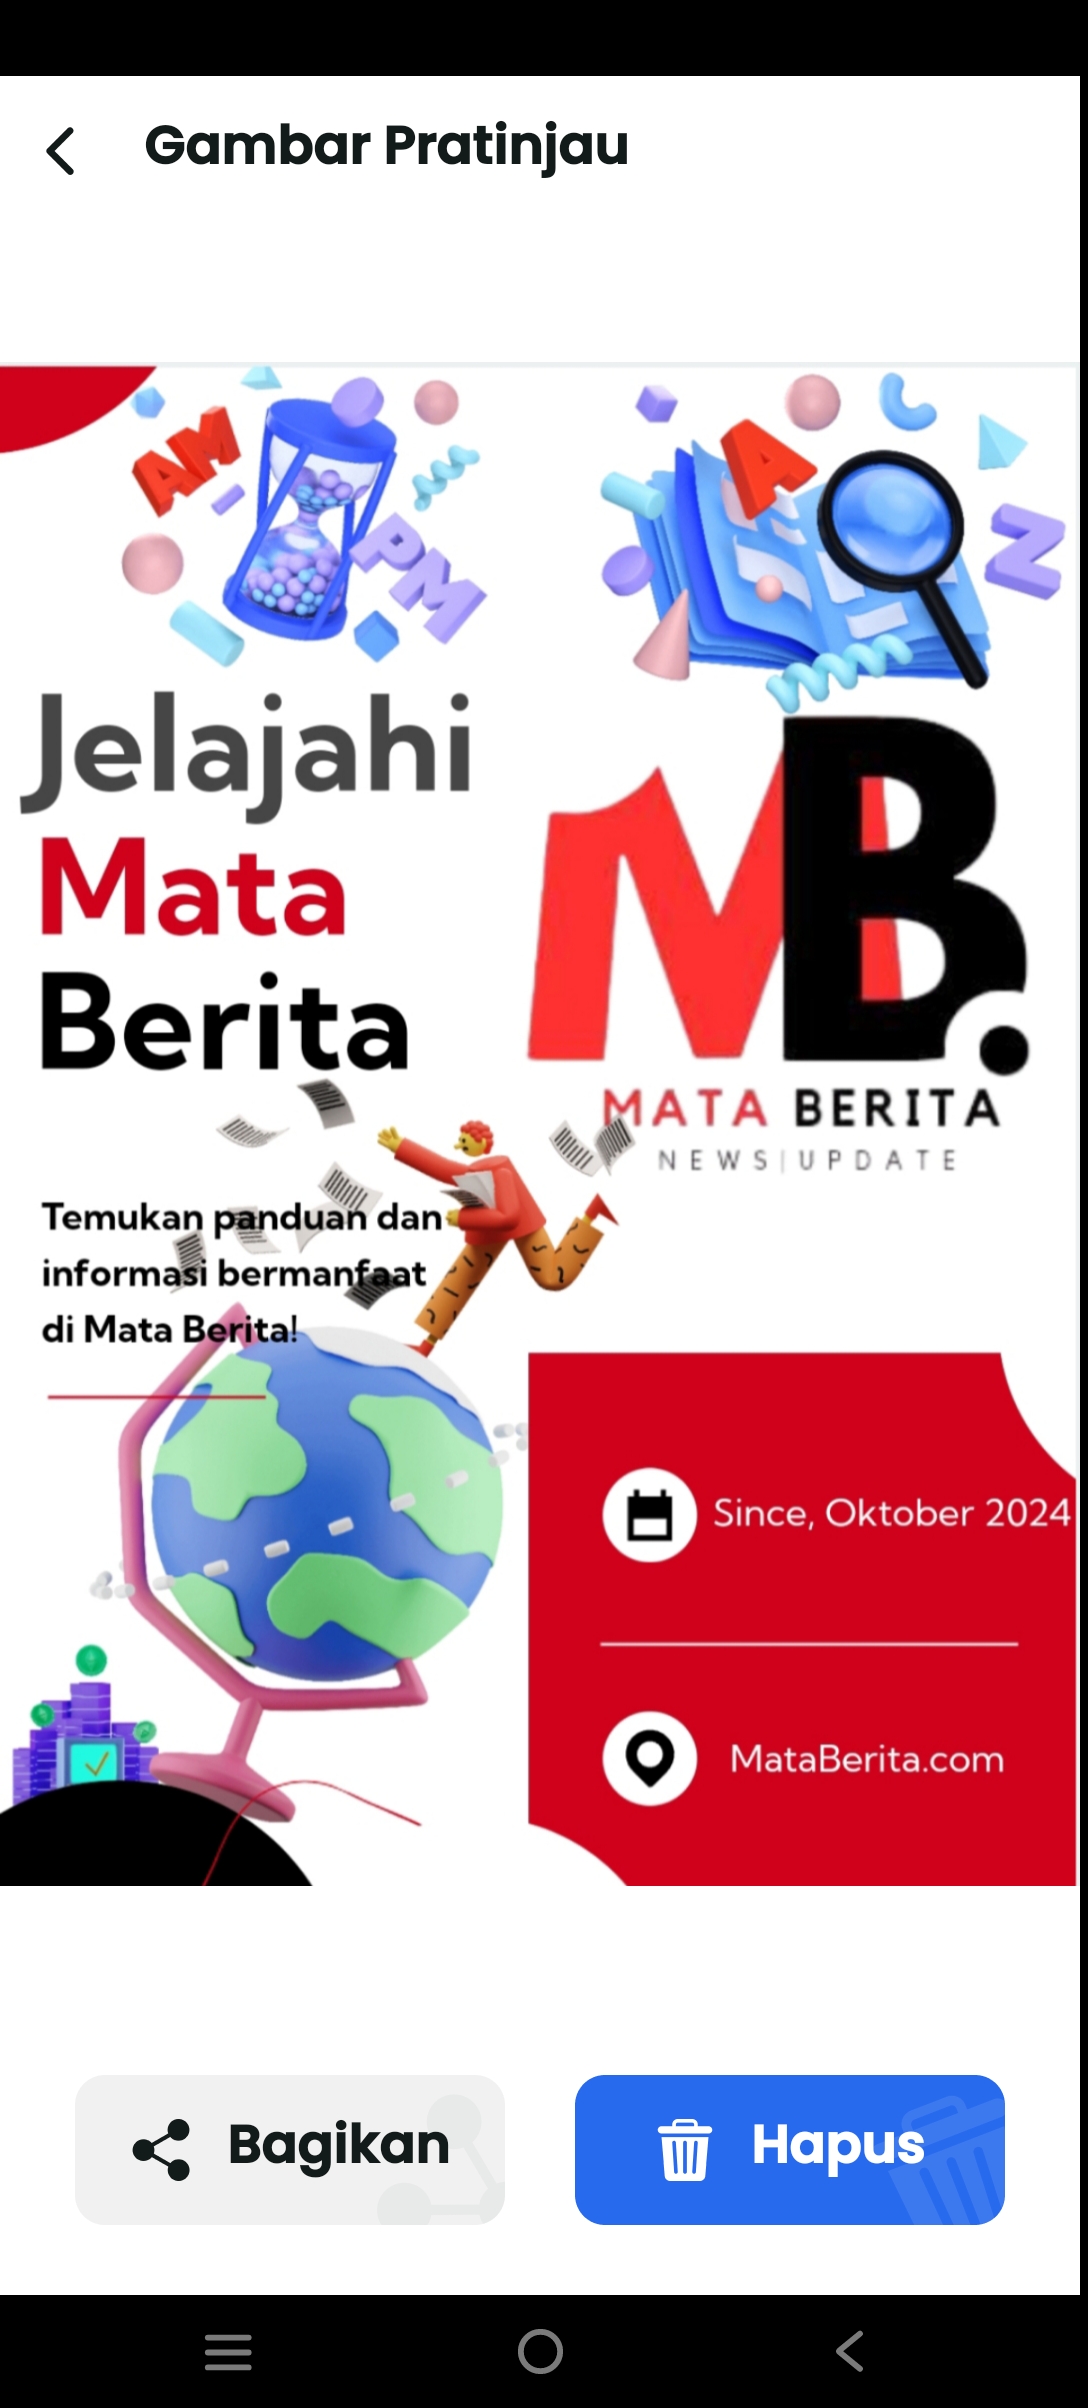 Gambar Pratinjau
AM
PM
A
Z
Jelajahi
Mata
Berita
MB.
MATA BERITA
NEWS|UPDATE
Temukan panduan dan
informasi bermanfaat
di Mata Berita!
Since, Oktober 2024
MataBerita.com
Bagikan
Hapus